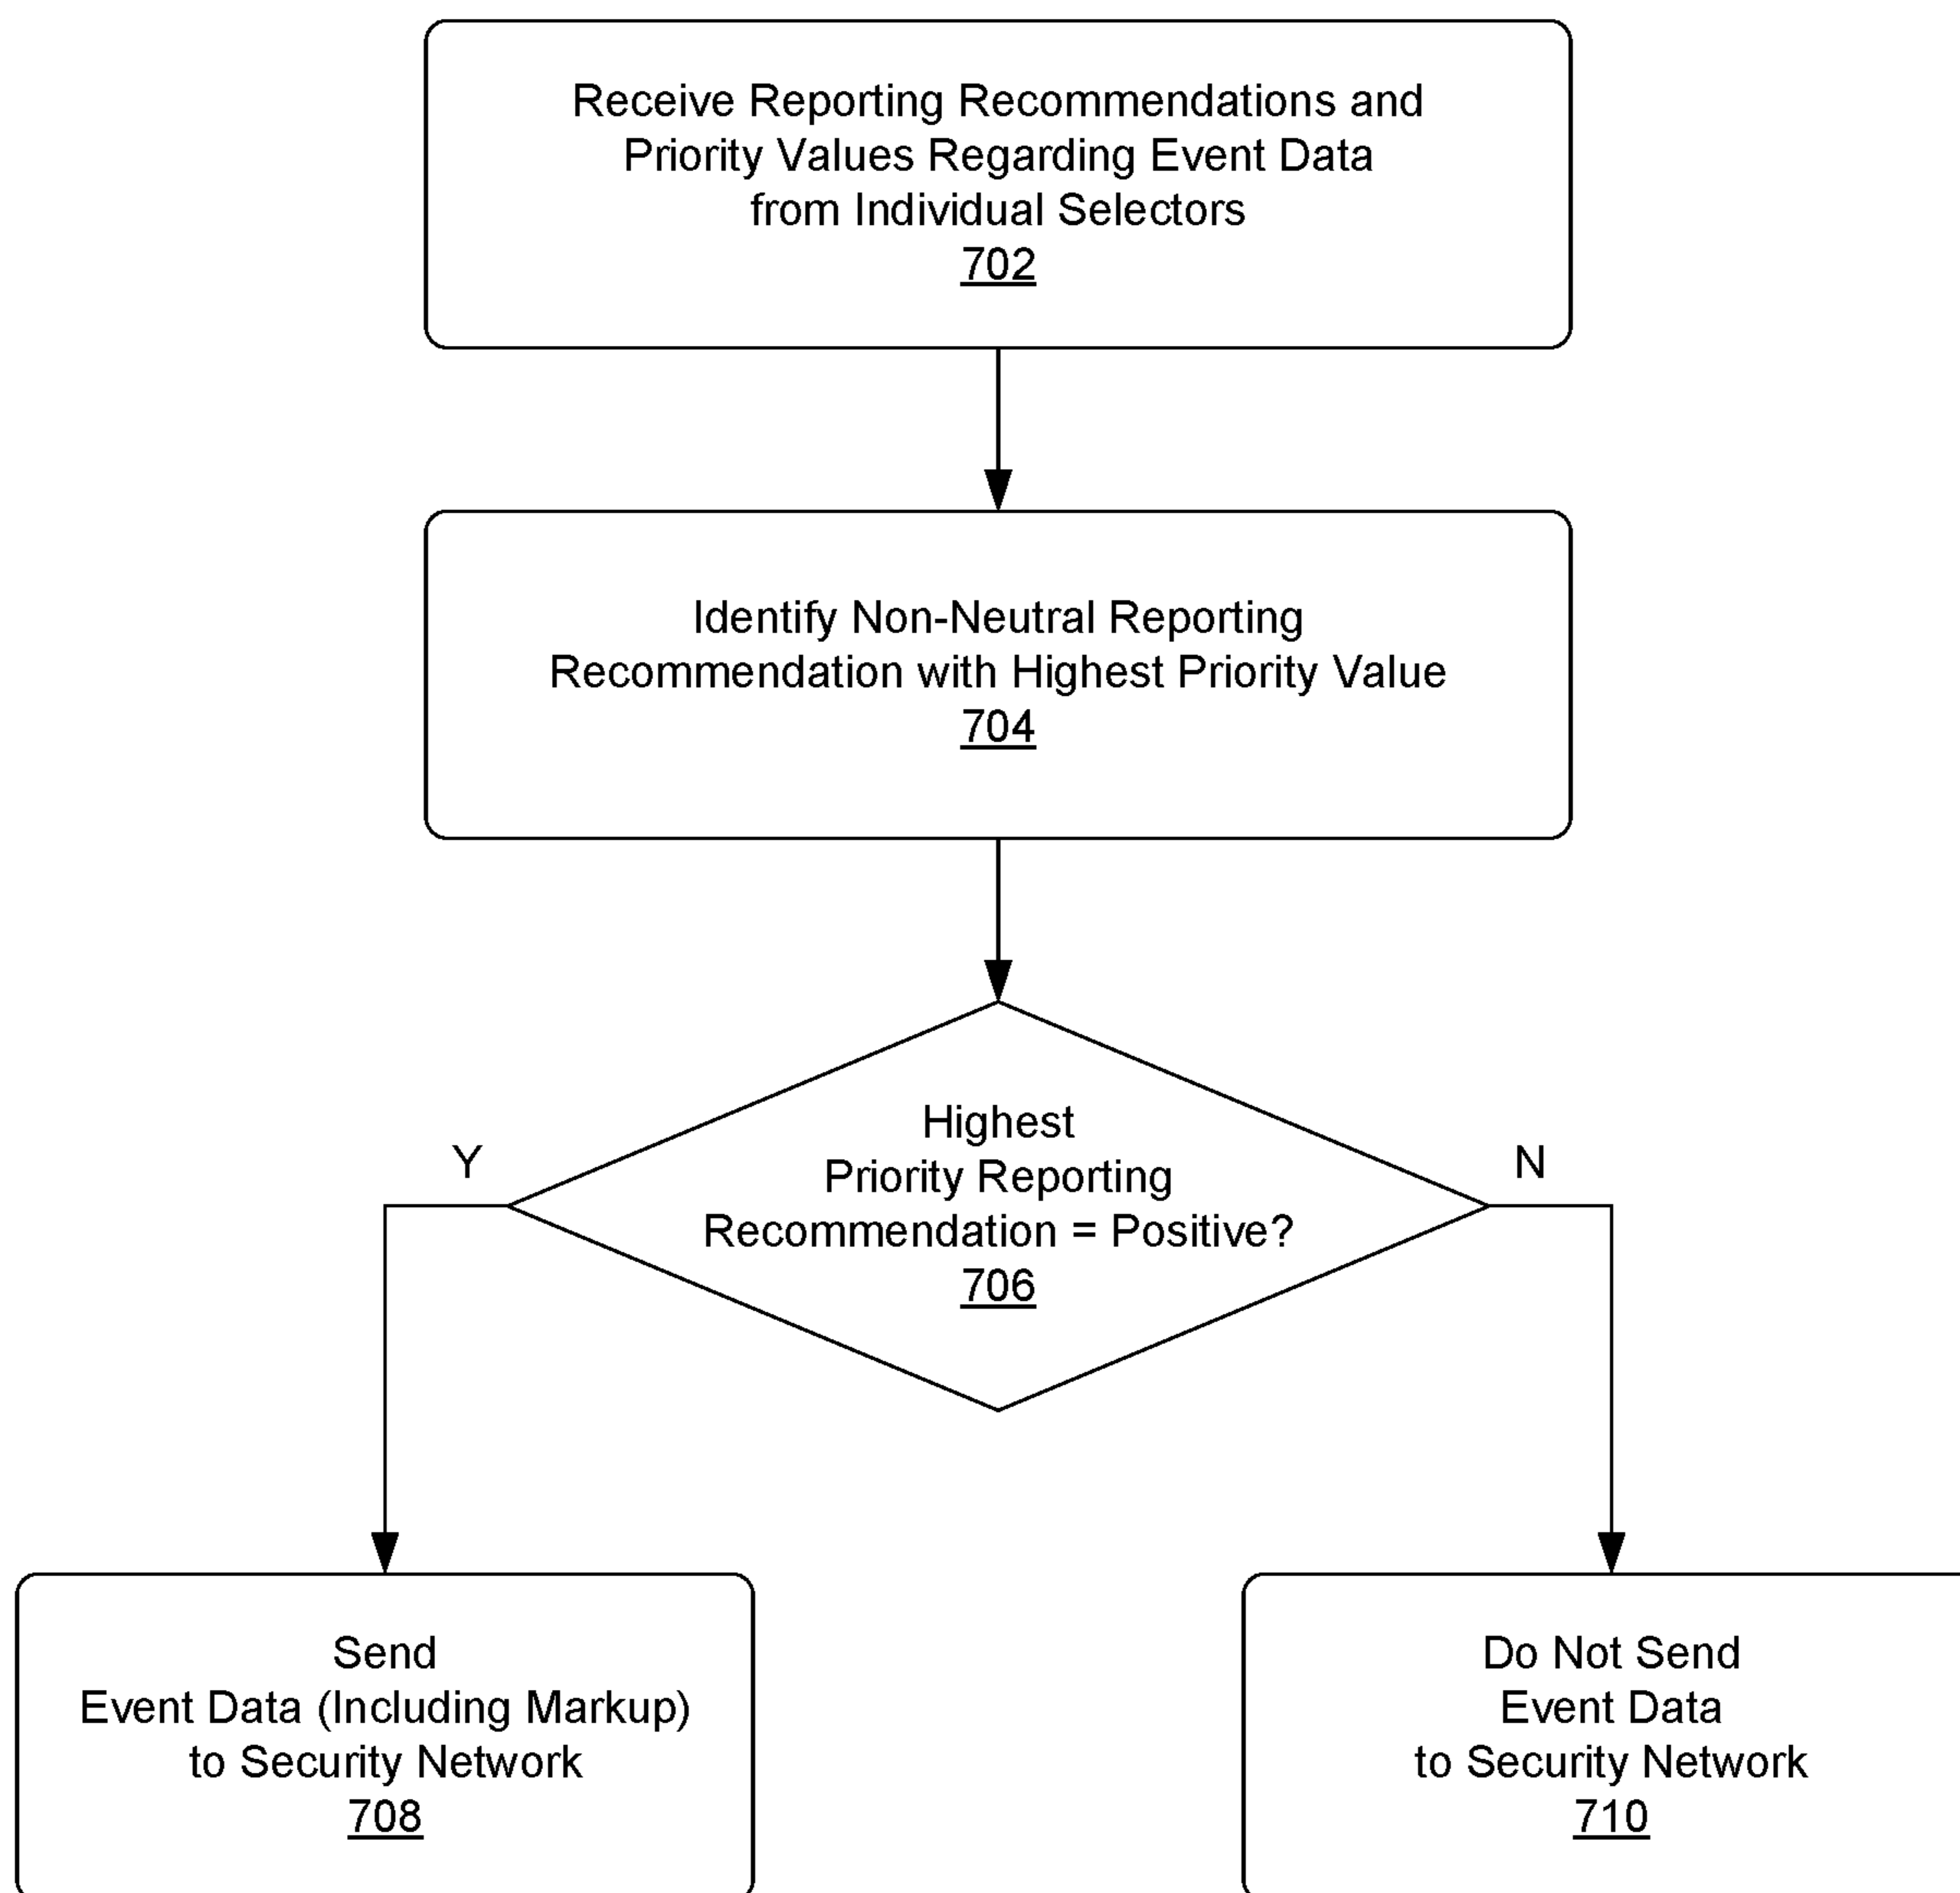 Receive Reporting Recommendations and
Priority Values Regarding Event Data
from Individual Selectors
702
Identify Non-Neutral Reporting
Recommendation with Highest Priority Value
704
Highest
Priority Reporting
Recommendation = Positive?
706
Y
N
Send
Event Data (Including Markup)
to Security Network
708
Do Not Send
Event Data
to Security Network
710